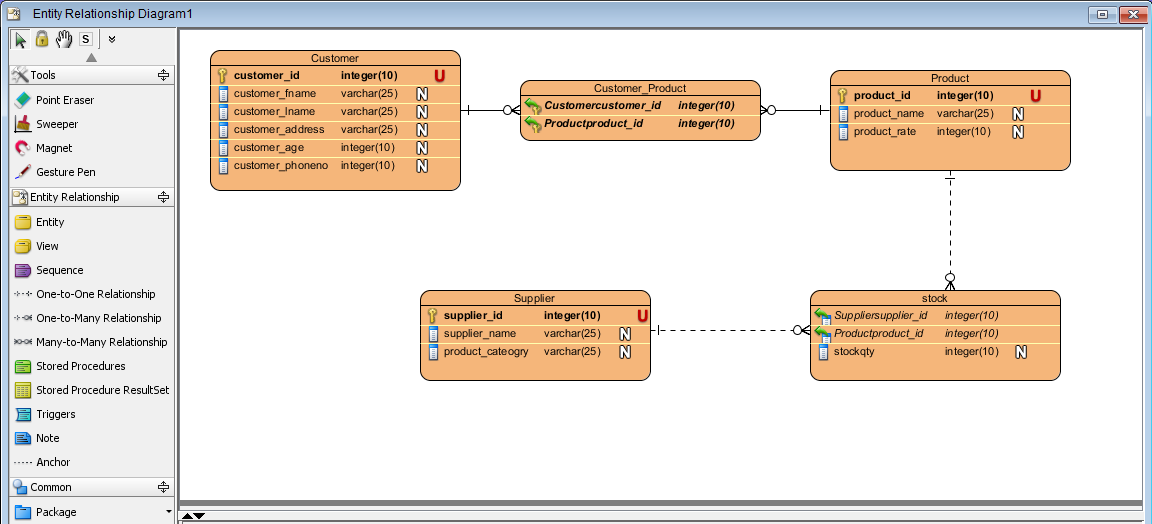 Entity Relationship Diagram1
S
Tools
Point Eraser
Sweeper
Magnet
Gesture Pen
Entity Relationship
Entity
View
Sequence
One-to-One Relationship
One-to-Many Relationship
Many-to-Many Relationship
Stored Procedures
Stored Procedure ResultSet
Triggers
Note
Anchor
Common
Package
Customer
customer_id integer(10) U
customer_fname varchar(25) N
customer_lname varchar(25) N
customer_address varchar(25) N
customer_age integer(10) N
customer_phoneno integer(10) N
Customer_Product
Customercustomer_id integer(10)
Productproduct_id integer(10)
Product
product_id integer(10) U
product_name varchar(25) N
product_rate integer(10) N
Supplier
supplier_id integer(10) U
supplier_name varchar(25) N
product_cateogry varchar(25) N
stock
Suppliersupplier_id integer(10)
Productproduct_id integer(10)
stockqty integer(10) N